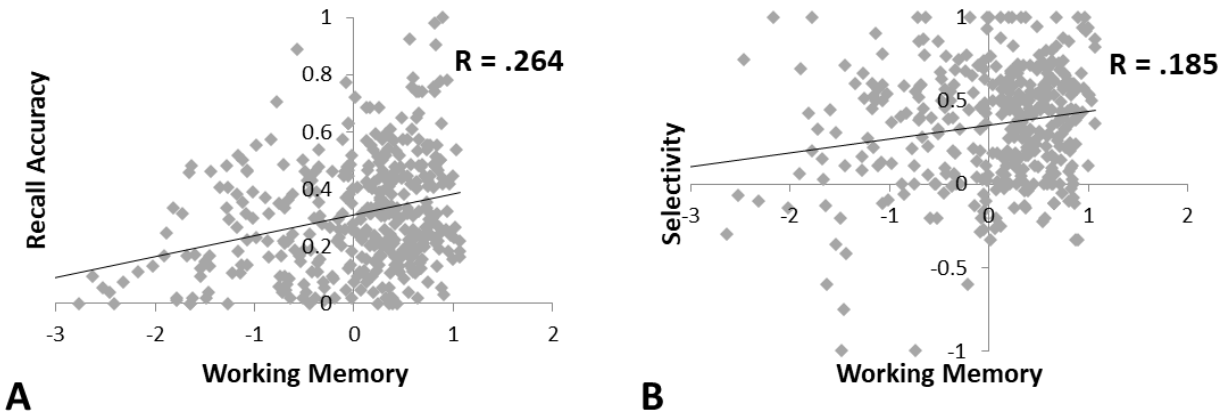 1
0.8
0.6
0.4
0.2
0
-3 -2 -1 0 1 2
Recall Accuracy
Working Memory
R = .264
A
1
0.5
0
-0.5
-1
-3 -2 -1 0 1 2
Selectivity
Working Memory
R = .185
B